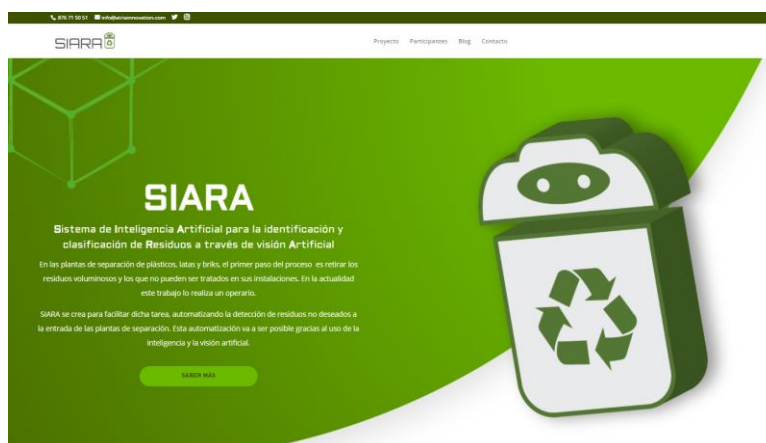 876 71 50 51 info@atriainnovation.com
SIARA
Proyecto Participantes Blog Contacto
SIARA
Sistema de Inteligencia Artificial para la identificación y
clasificación de Residuos a través de visión Artificial
En las plantas de separación de plásticos, latas y briks, el primer paso del proceso es retirar los
residuos voluminosos y los que no pueden ser tratados en sus instalaciones. En la actualidad
este trabajo lo realiza un operario.
SIARA se crea para facilitar dicha tarea, automatizando la detección de residuos no deseados a
la entrada de las plantas de separación. Esta automatización va a ser posible gracias al uso de la
inteligencia y la visión artificial.
SABER MÁS